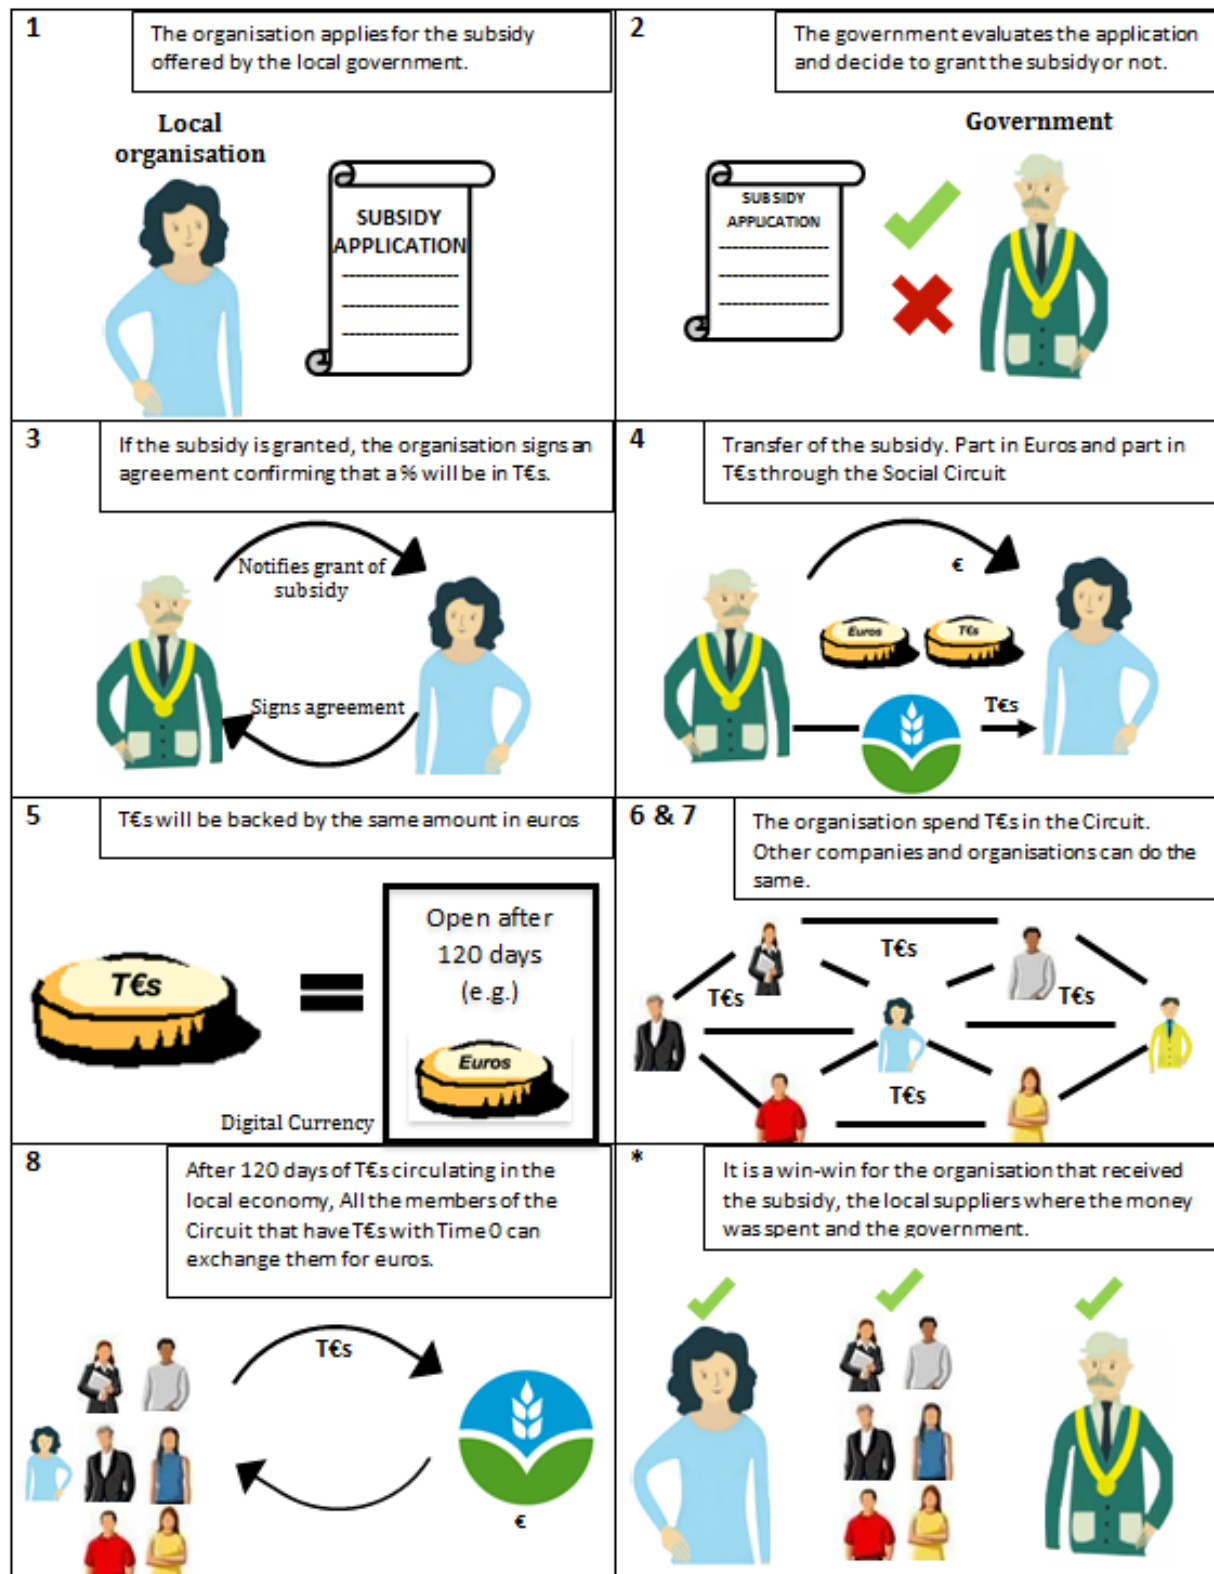 1
The organisation applies for the subsidy
offered by the local government.
Local
organisation
SUBSIDY
APPLICATION
2
The government evaluates the application
and decide to grant the subsidy or not.
Government
SUBSIDY
APPLICATION
3
If the subsidy is granted, the organisation signs an
agreement confirming that a % will be in T€s.
Notifies grant of
subsidy
Signs agreement
4
Transfer of the subsidy. Part in Euros and part in
T€s through the Social Circuit
€
Euros
T€s
T€s
5
T€s will be backed by the same amount in euros
T€s
Open after
120 days
(e.g.)
Euros
Digital Currency
6 & 7
The organisation spend T€s in the Circuit.
Other companies and organisations can do the
same.
T€s
T€s
T€s
T€s
8
After 120 days of T€s circulating in the
local economy, All the members of the
Circuit that have T€s with Time 0 can
exchange them for euros.
T€s
€
*
It is a win-win for the organisation that received
the subsidy, the local suppliers where the money
was spent and the government.